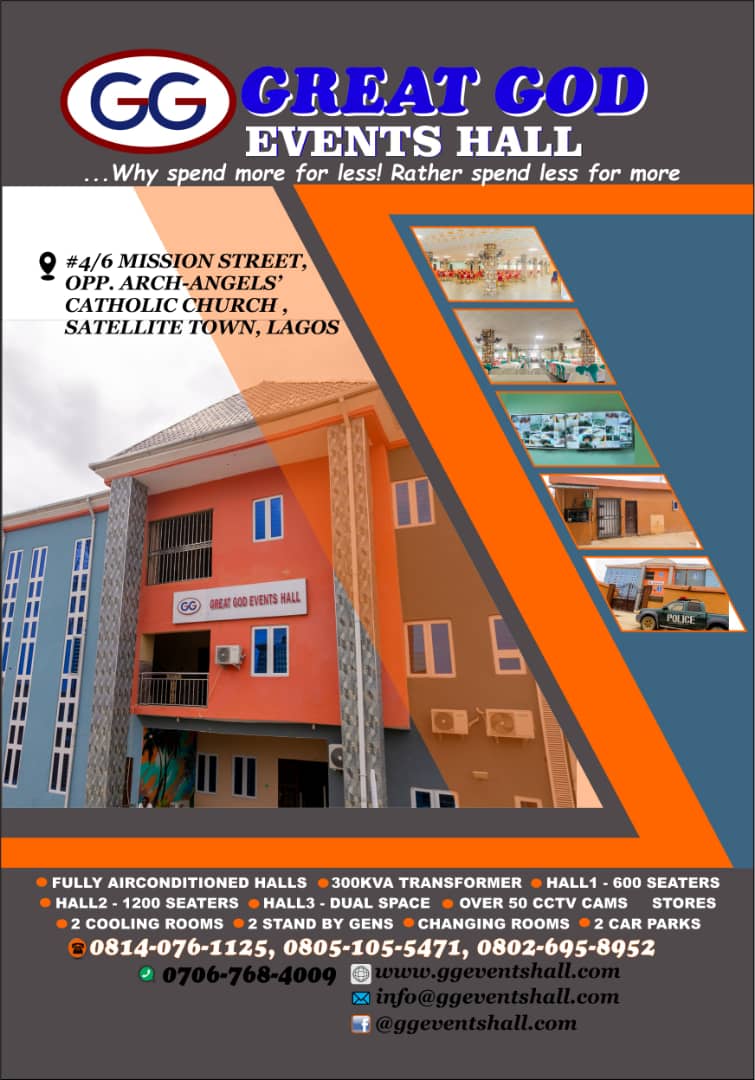 GG GREAT GOD
EVENTS HALL
...Why spend more for less! Rather spend less for more
#4/6 MISSION STREET,
OPP. ARCH-ANGELS’
CATHOLIC CHURCH ,
SATELLITE TOWN, LAGOS
GG GREAT GOD EVENTS HALL
POLICE
FULLY AIRCONDITIONED HALLS 300KVA TRANSFORMER HALL1 - 600 SEATERS
HALL2 - 1200 SEATERS HALL3 - DUAL SPACE OVER 50 CCTV CAMS STORES
2 COOLING ROOMS 2 STAND BY GENS CHANGING ROOMS 2 CAR PARKS
0814-076-1125, 0805-105-5471, 0802-695-8952
0706-768-4009 www.ggeventshall.com
info@ggeventshall.com
@ggeventshall.com